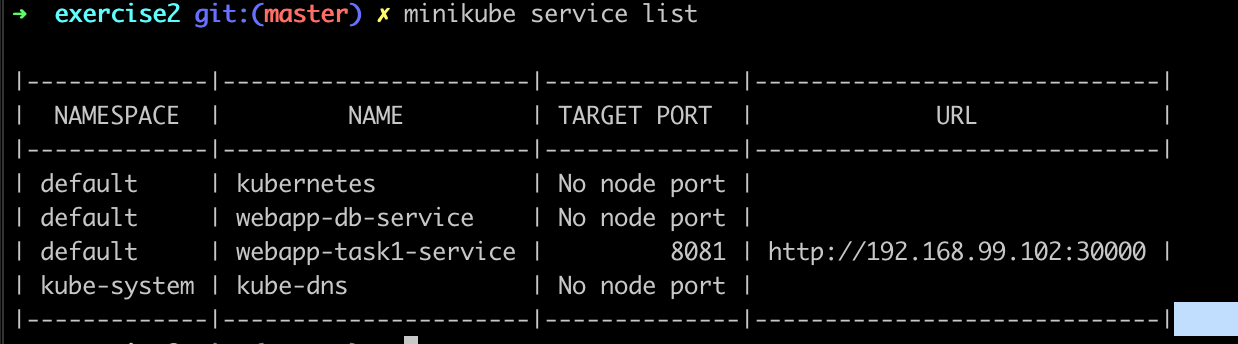 ➜  exercise2 git:(master) ✗ minikube service list
|-------------|----------------------|--------------|-----------------------------|
|  NAMESPACE  |         NAME         | TARGET PORT  |             URL             |
|-------------|----------------------|--------------|-----------------------------|
| default     | kubernetes           | No node port |
| default     | webapp-db-service    | No node port |
| default     | webapp-task1-service |         8081 | http://192.168.99.102:30000 |
| kube-system | kube-dns             | No node port |
|-------------|----------------------|--------------|-----------------------------|